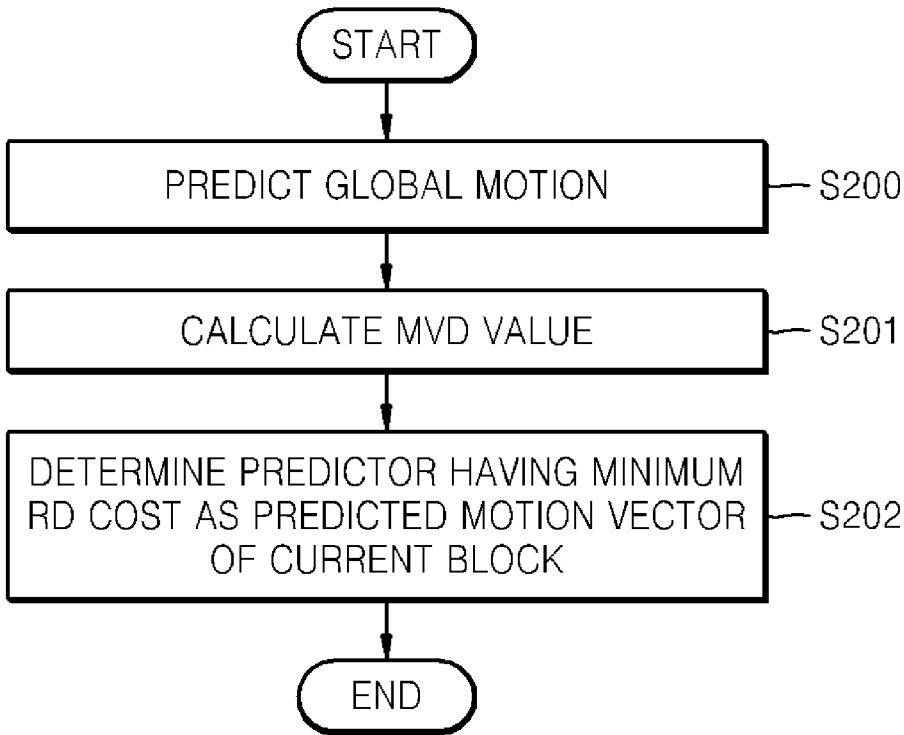 START
PREDICT GLOBAL MOTION
S200
CALCULATE MVD VALUE
S201
DETERMINE PREDICTOR HAVING MINIMUM
RD COST AS PREDICTED MOTION VECTOR
OF CURRENT BLOCK
S202
END